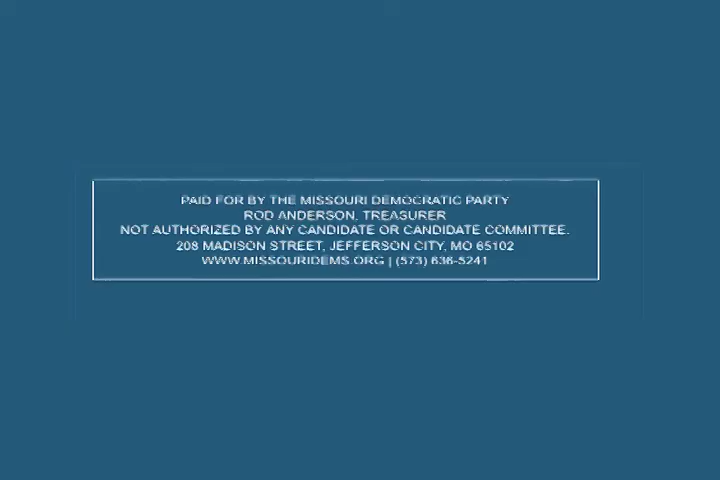 PAID FOR BY THE MISSOURI DEMOCRATIC PARTY
ROD ANDERSON, TREASURER
NOT AUTHORIZED BY ANY CANDIDATE OR CANDIDATE COMMITTEE.
208 MADISON STREET, JEFFERSON CITY, MO 65102
WWW.MISSOURIDEMS.ORG | (573) 636-5241